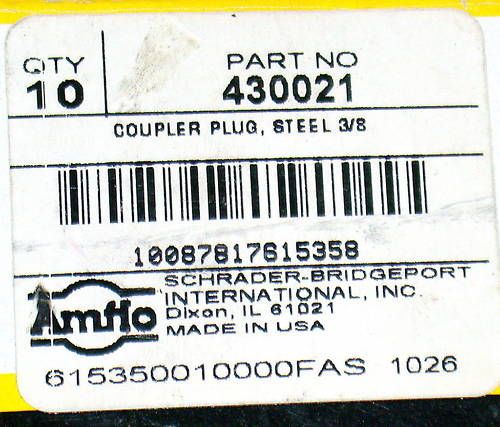 QTY PART NO
10 430021
COUPLER PLUG, STEEL 3/8
10087817615358
SCHRADER-BRIDGEPORT
INTERNATIONAL, INC.
Amflo
Dixon, IL 61021
MADE IN USA
615350010000FAS 1026